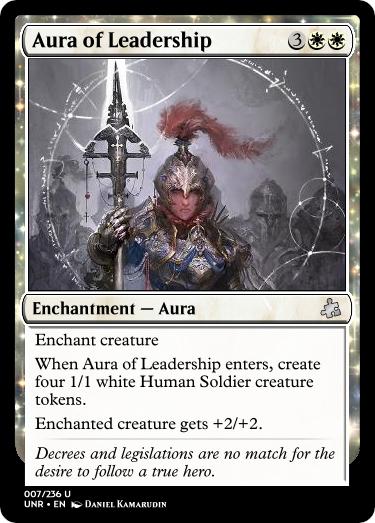 Aura of Leadership 3
Enchantment — Aura
Enchant creature
When Aura of Leadership enters, create
four 1/1 white Human Soldier creature
tokens.
Enchanted creature gets +2/+2.
Decrees and legislations are no match for the
desire to follow a true hero.
007/236 U
UNR • EN Daniel Kamarudin